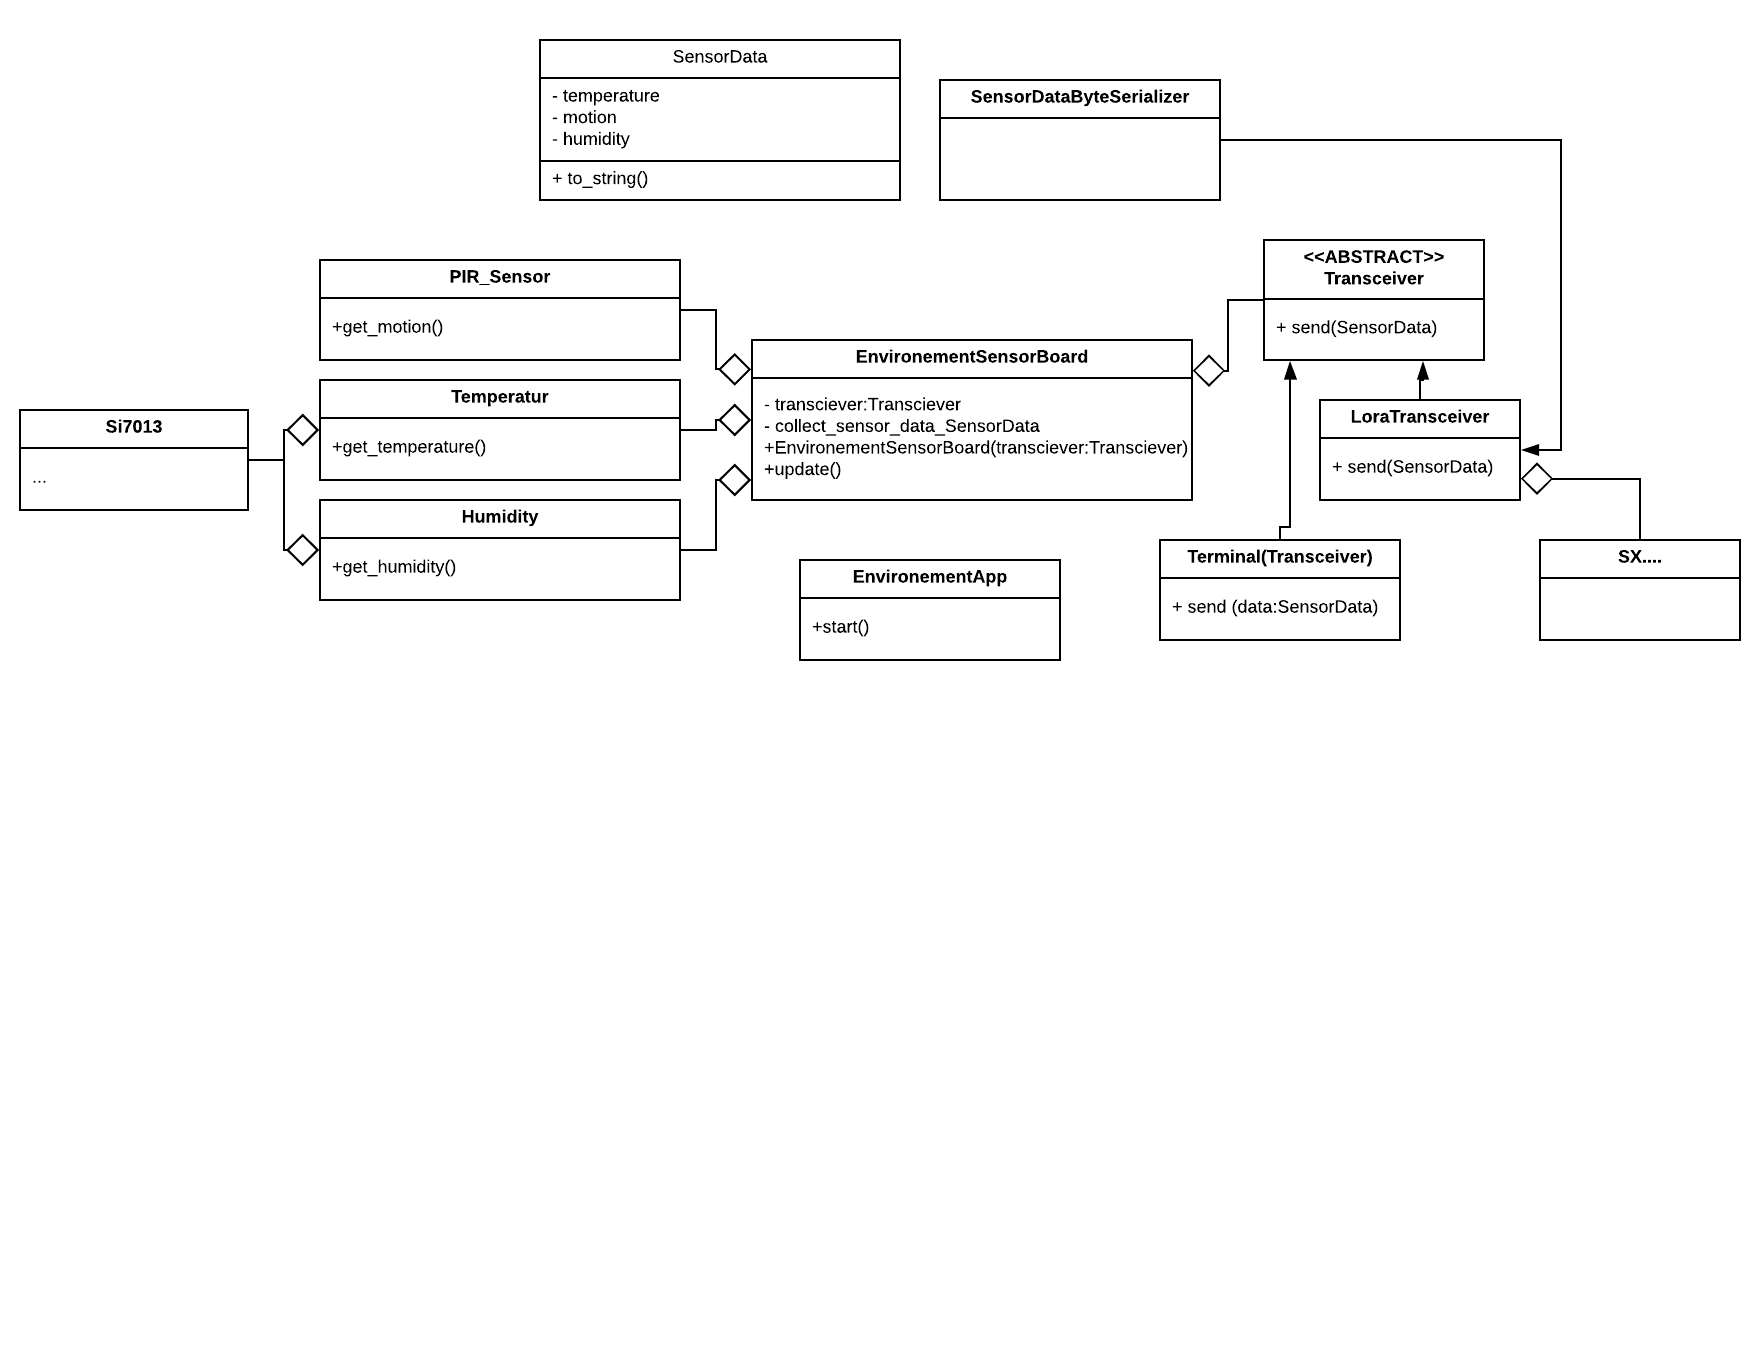 SensorData
- temperature
- motion
- humidity
+ to_string()
SensorDataByteSerializer
PIR_Sensor
+get_motion()
<<ABSTRACT>>
Transceiver
+ send(SensorData)
EnvironementSensorBoard
- transciever:Transciever
- collect_sensor_data_SensorData
+EnvironementSensorBoard(transciever:Transciever)
+update()
Temperatur
+get_temperature()
Si7013
...
LoraTransceiver
+ send(SensorData)
Humidity
+get_humidity()
EnvironementApp
+start()
Terminal(Transceiver)
+ send (data:SensorData)
SX....